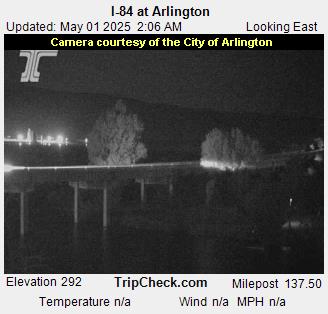 I-84 at Arlington
Updated: May 01 2025 2:06 AM Looking East
Camera courtesy of the City of Arlington
Elevation 292 TripCheck.com Milepost 137.50
Temperature n/a Wind n/a MPH n/a